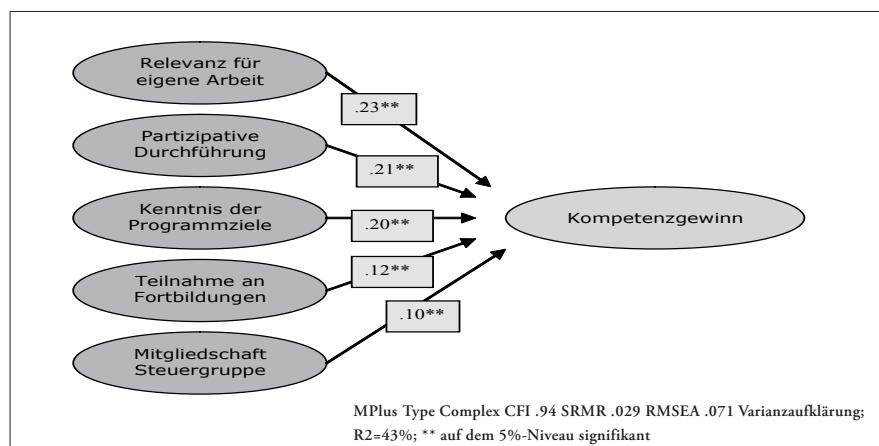 Relevanz für
eigene Arbeit
.23**
Partizipative
Durchführung
.21**
Kenntnis der
Programmziele
.20**
Kompetenzgewinn
Teilnahme an
Fortbildungen
.12**
.10**
Mitgliedschaft
Steuergruppe
MPlus Type Complex CFI .94 SRMR .029 RMSEA .071 Varianzaufklärung;
R2=43%; ** auf dem 5%-Niveau signifikant